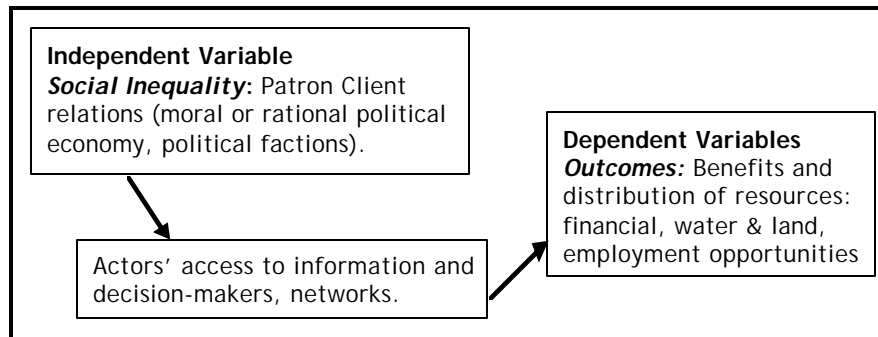 Independent Variable
Social Inequality: Patron Client
relations (moral or rational political
economy, political factions).
Dependent Variables
Outcomes: Benefits and
distribution of resources:
financial, water & land,
employment opportunities
Actors’ access to information and
decision-makers, networks.